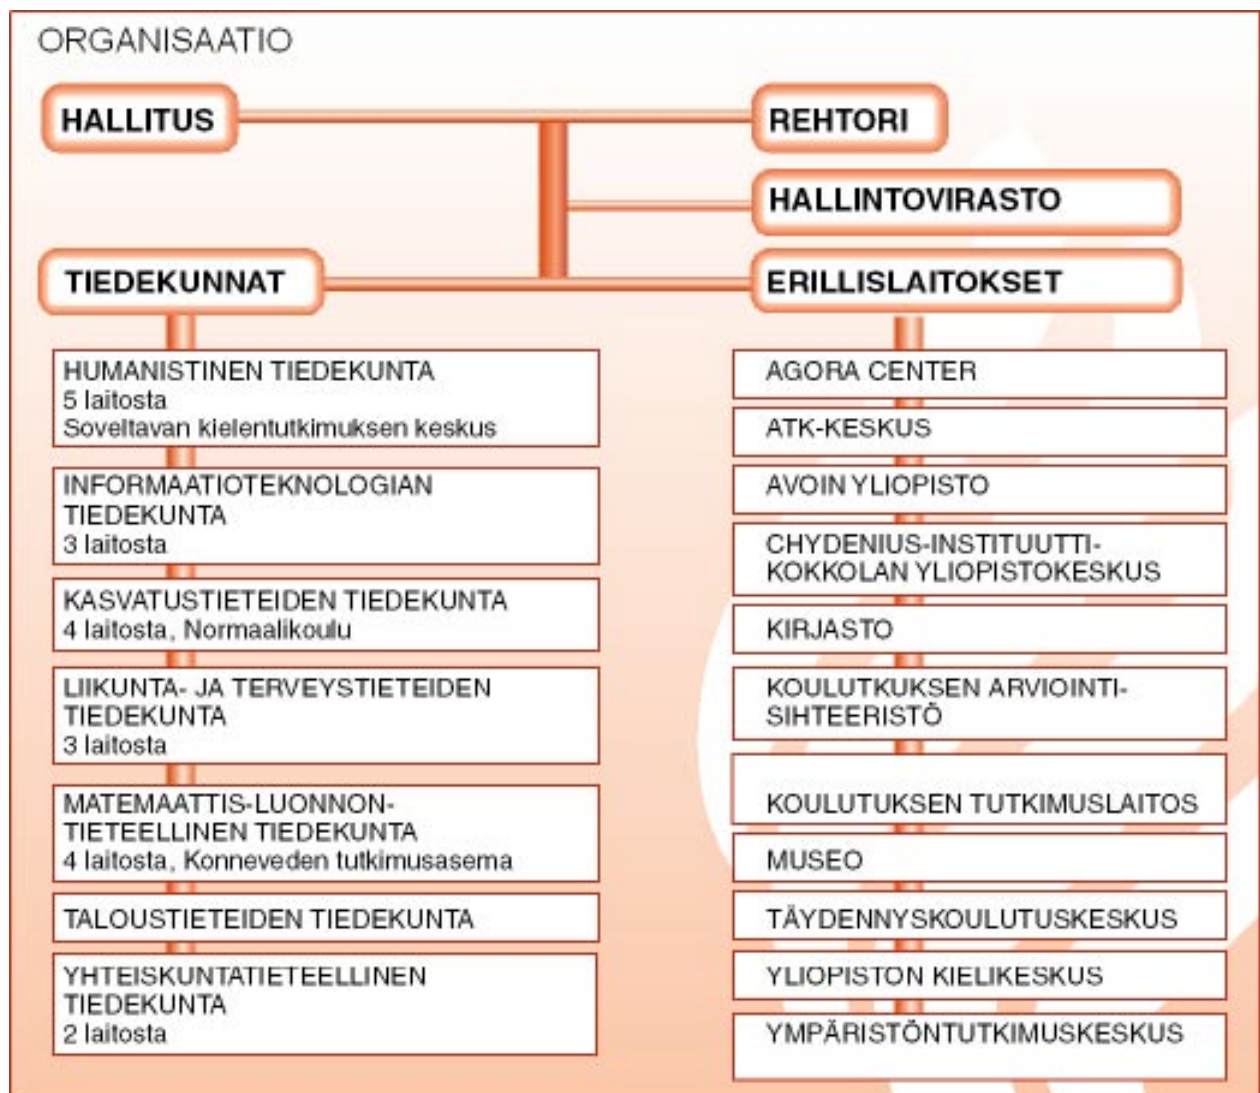 ORGANISAATIO
HALLITUS
REHTORI
HALLINTOVIRASTO
TIEDEKUNNAT
ERILLISLAITOKSET
HUMANISTINEN TIEDEKUNTA
5 laitosta
Soveltavan kielentutkimuksen keskus
INFORMAATIOTEKNOLOGIAN
TIEDEKUNTA
3 laitosta
KASVATUSTIETEIDEN TIEDEKUNTA
4 laitosta, Normaalikoulu
LIIKUNTA- JA TERVEYSTIETEIDEN
TIEDEKUNTA
3 laitosta
MATEMAATTIS-LUONNON-
TIETEELLINEN TIEDEKUNTA
4 laitosta, Konneveden tutkimusasema
TALOUSTIETEIDEN TIEDEKUNTA
YHTEISKUNTATIETEELLINEN
TIEDEKUNTA
2 laitosta
AGORA CENTER
ATK-KESKUS
AVOIN YLIOPISTO
CHYDENIUS-INSTITUUTTI-
KOKKOLAN YLIOPISTOKESKUS
KIRJASTO
KOULUTKUKSEN ARVIOINTI-
SIHTEERISTÖ
KOULUTUKSEN TUTKIMUSLAITOS
MUSEO
TÄYDENNYSKOULUTUSKESKUS
YLIOPISTON KIELIKESKUS
YMPÄRISTÖNTUTKIMUSKESKUS